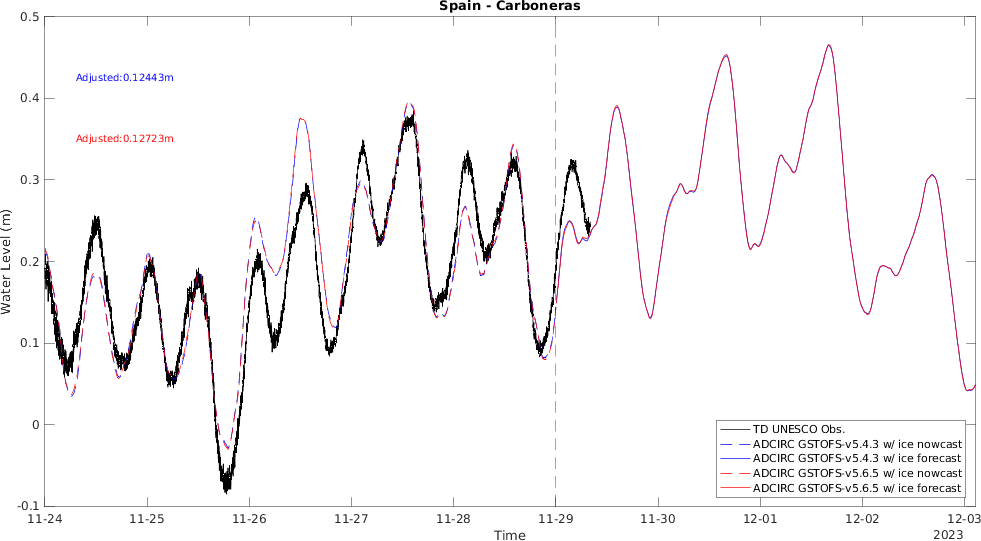 Spain - Carboneras
0.5
0.4
0.3
0.2
0.1
0
-0.1
Water Level (m)
Adjusted:0.12443m
Adjusted:0.12723m
TD UNESCO Obs.
ADCIRC GSTOFS-v5.4.3 w/ ice nowcast
ADCIRC GSTOFS-v5.4.3 w/ ice forecast
ADCIRC GSTOFS-v5.6.5 w/ ice nowcast
ADCIRC GSTOFS-v5.6.5 w/ ice forecast
11-24 11-25 11-26 11-27 11-28 11-29 11-30 12-01 12-02 12-03
Time
2023